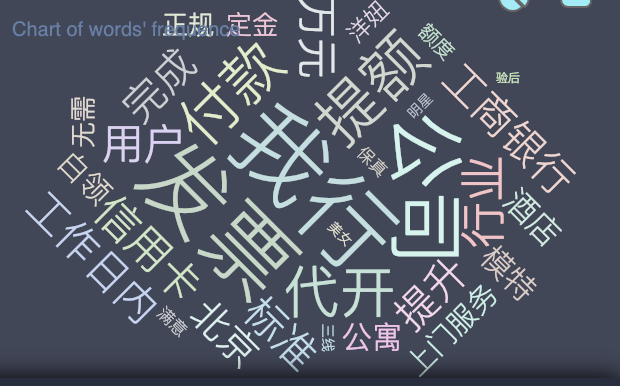 Chart of words' frequence
正规
定金
万元
洋妞
额度
验后
完成
付款
提额
明星
工商银行
无需
用户
我行
公司
保真
白领
发票
行业
酒店
美女
信用卡
工作日内
代开
提升
模特
满意
北京
标准
三线
公寓
上门服务